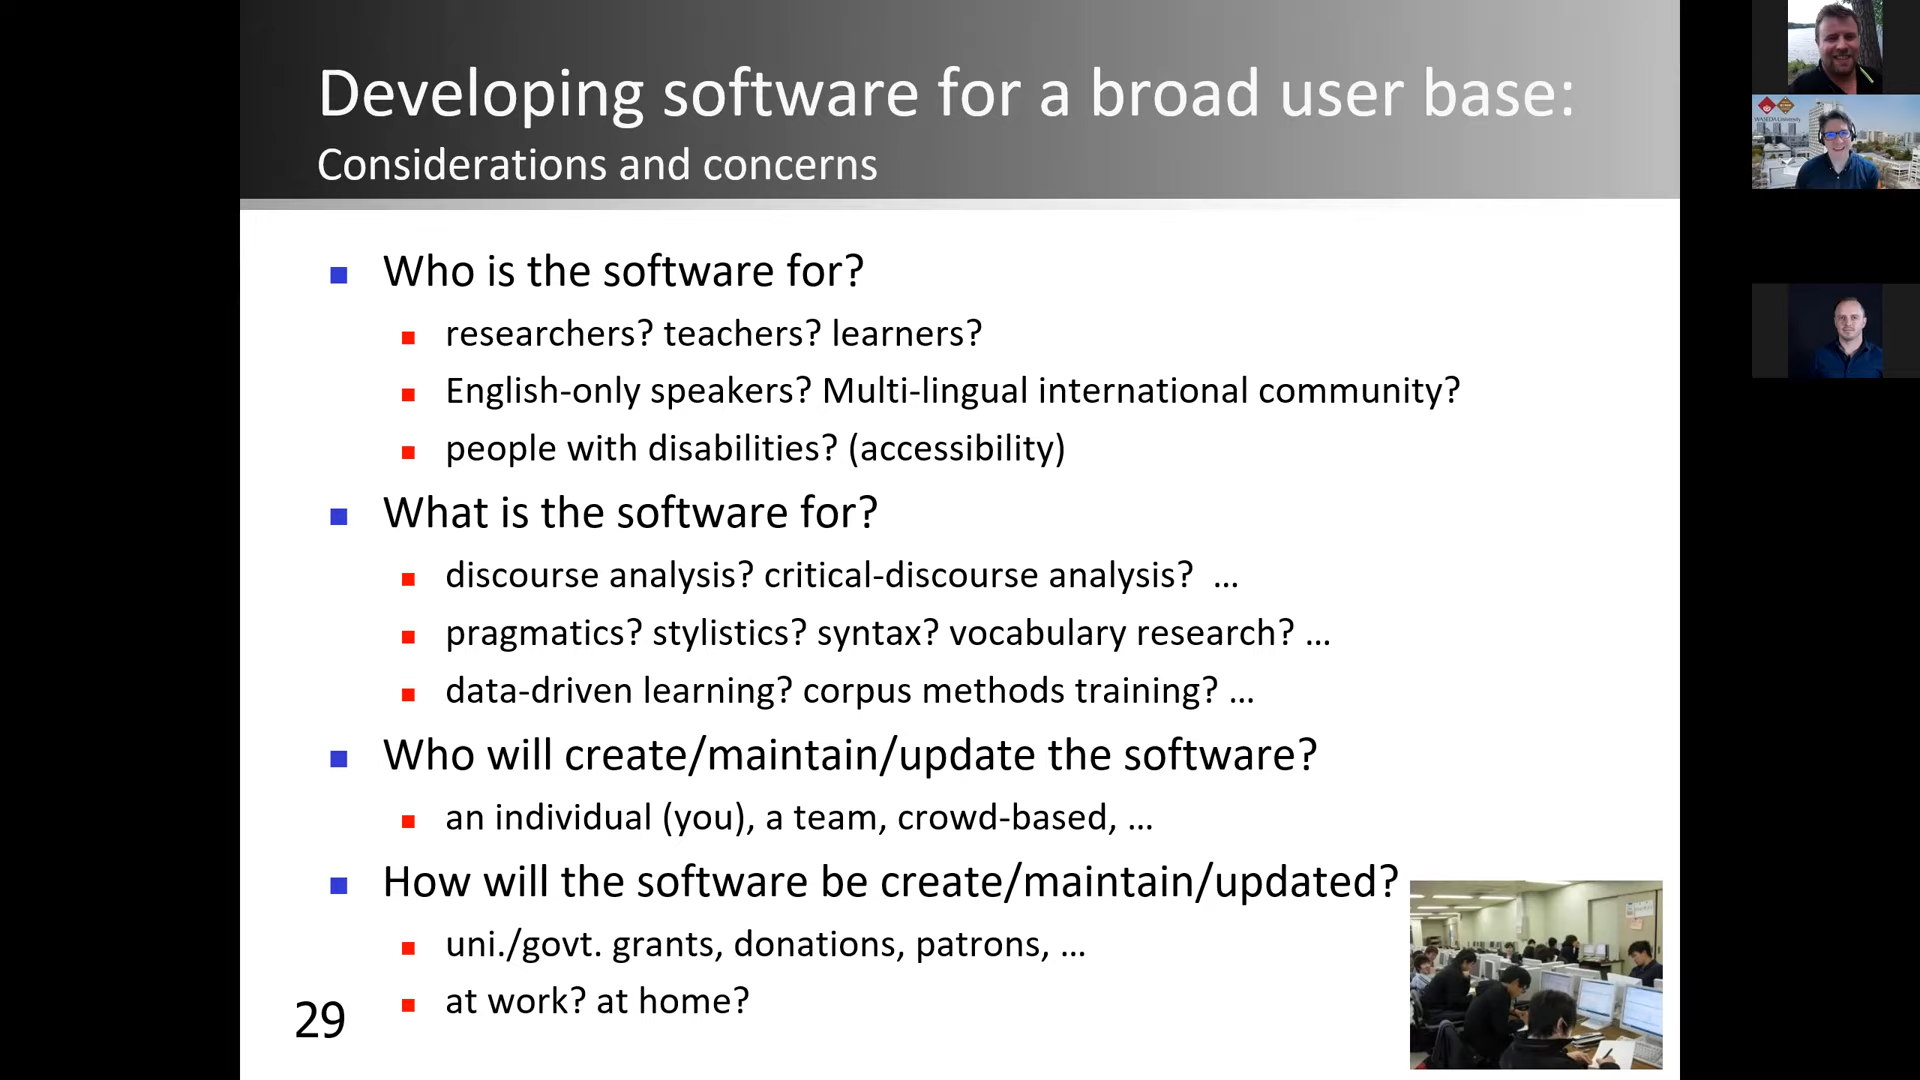 Developing software for a broad user base:
Considerations and concerns
Who is the software for?
researchers? teachers? learners?
English-only speakers? Multi-lingual international community?
people with disabilities? (accessibility)
What is the software for?
discourse analysis? critical-discourse analysis?  ...
pragmatics? stylistics? syntax? vocabulary research? ...
data-driven learning? corpus methods training? ...
Who will create/maintain/update the software?
an individual (you), a team, crowd-based, ...
How will the software be create/maintain/updated?
uni./govt. grants, donations, patrons, ...
at work? at home?
29
WASEDA University